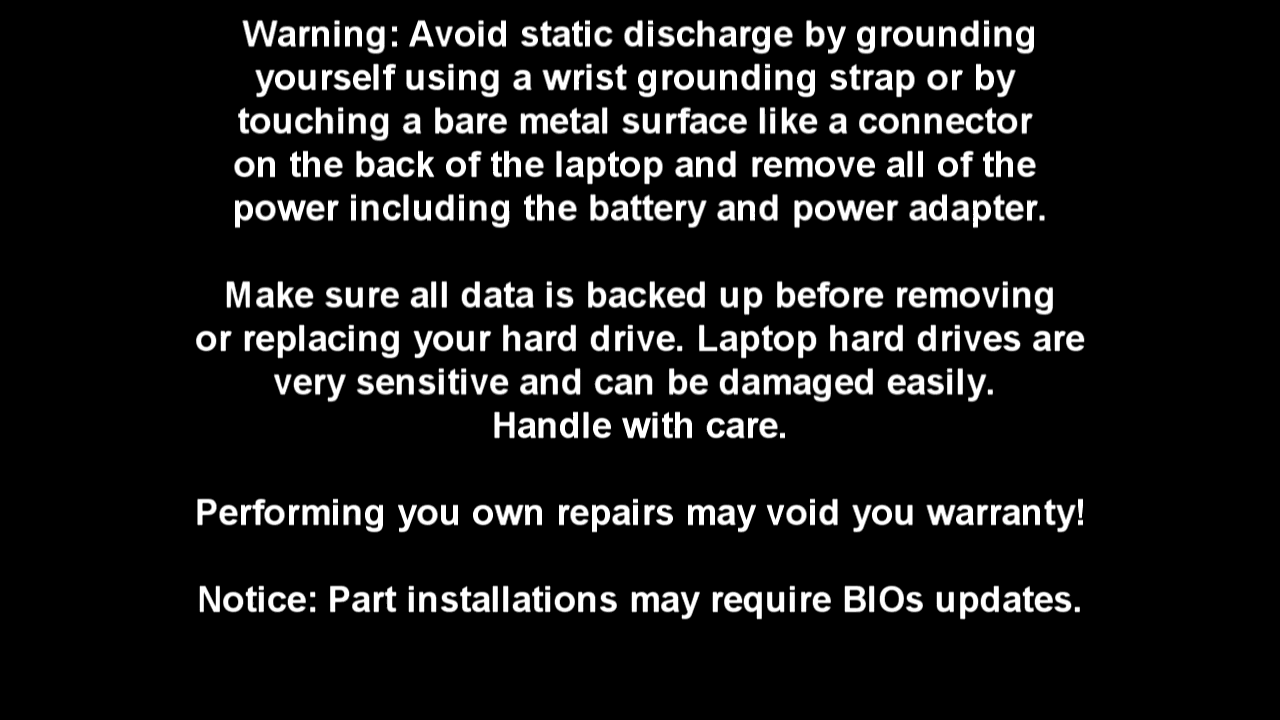 Warning: Avoid static discharge by grounding
yourself using a wrist grounding strap or by
touching a bare metal surface like a connector
on the back of the laptop and remove all of the
power including the battery and power adapter.
Make sure all data is backed up before removing
or replacing your hard drive. Laptop hard drives are
very sensitive and can be damaged easily.
Handle with care.
Performing you own repairs may void you warranty!
Notice: Part installations may require BIOs updates.